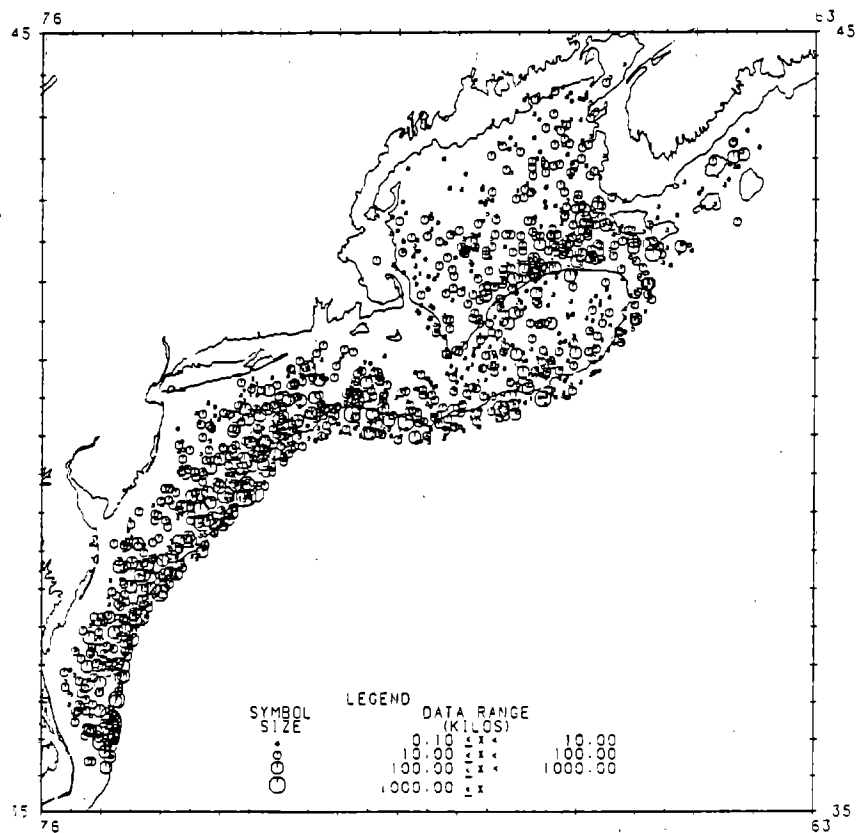 76
63
45
45
LEGEND
SYMBOL SIZE
DATA RANGE (KILOS)
0.10 ≤ x < 10.00
10.00 ≤ x < 100.00
100.00 ≤ x < 1000.00
1000.00 ≤ x
35
35
76
63